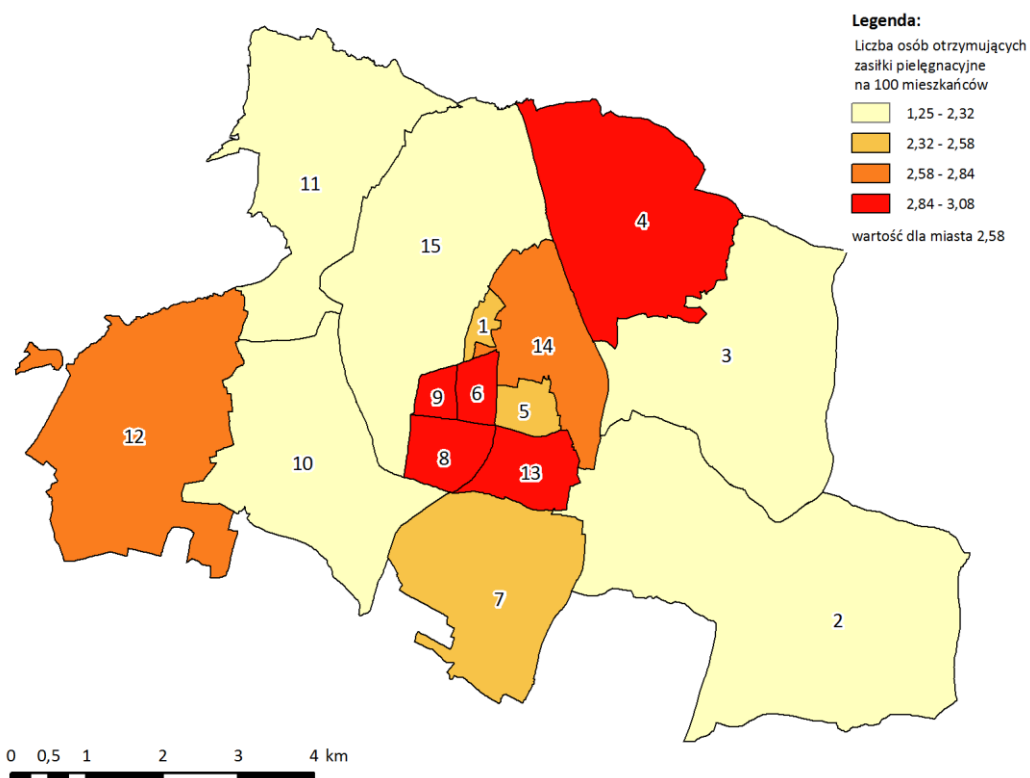 Legenda:
Liczba osób otrzymujących
zasiłki pielęgnacyjne
na 100 mieszkańców
1,25 - 2,32
2,32 - 2,58
2,58 - 2,84
2,84 - 3,08
wartość dla miasta 2,58
11
4
15
1
14
3
9
6
5
12
10
8
13
7
2
0 0,5 1 2 3 4 km